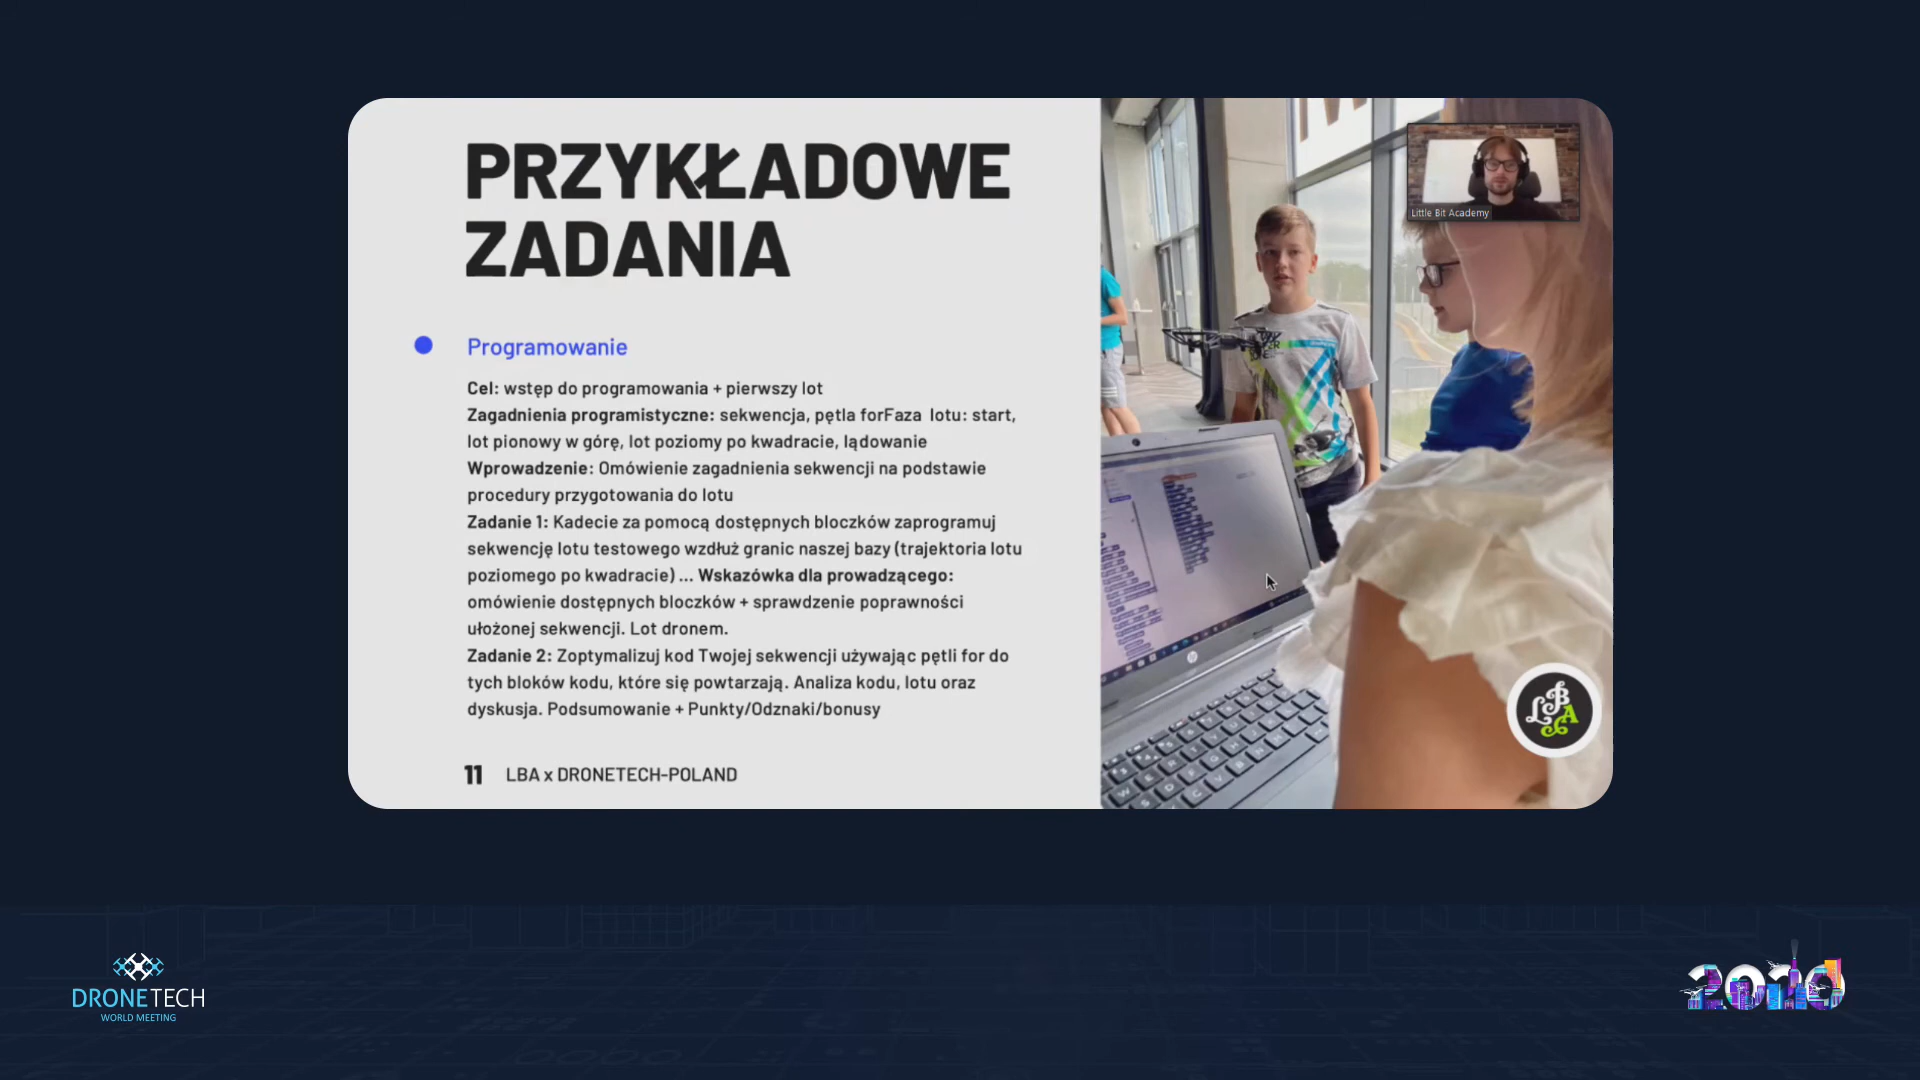 PRZYKŁADOWE
ZADANIA
Programowanie
Cel: wstęp do programowania + pierwszy lot
Zagadnienia programistyczne: sekwencja, pętla forFaza lotu: start,
lot pionowy w górę, lot poziomy po kwadracie, lądowanie
Wprowadzenie: Omówienie zagadnienia sekwencji na podstawie
procedury przygotowania do lotu
Zadanie 1: Kadecie za pomocą dostępnych bloczków zaprogramuj
sekwencję lotu testowego wzdłuż granic naszej bazy (trajektoria lotu
poziomego po kwadracie) ... Wskazówka dla prowadzącego:
omówienie dostępnych bloczków + sprawdzenie poprawności
ułożonej sekwencji. Lot dronem.
Zadanie 2: Zoptymalizuj kod Twojej sekwencji używając pętli for do
tych bloków kodu, które się powtarzają. Analiza kodu, lotu oraz
dyskusja. Podsumowanie + Punkty/Odznaki/bonusy
11 LBA x DRONETECH-POLAND
Little Bit Academy
LBA
DRONETECH
WORLD MEETING